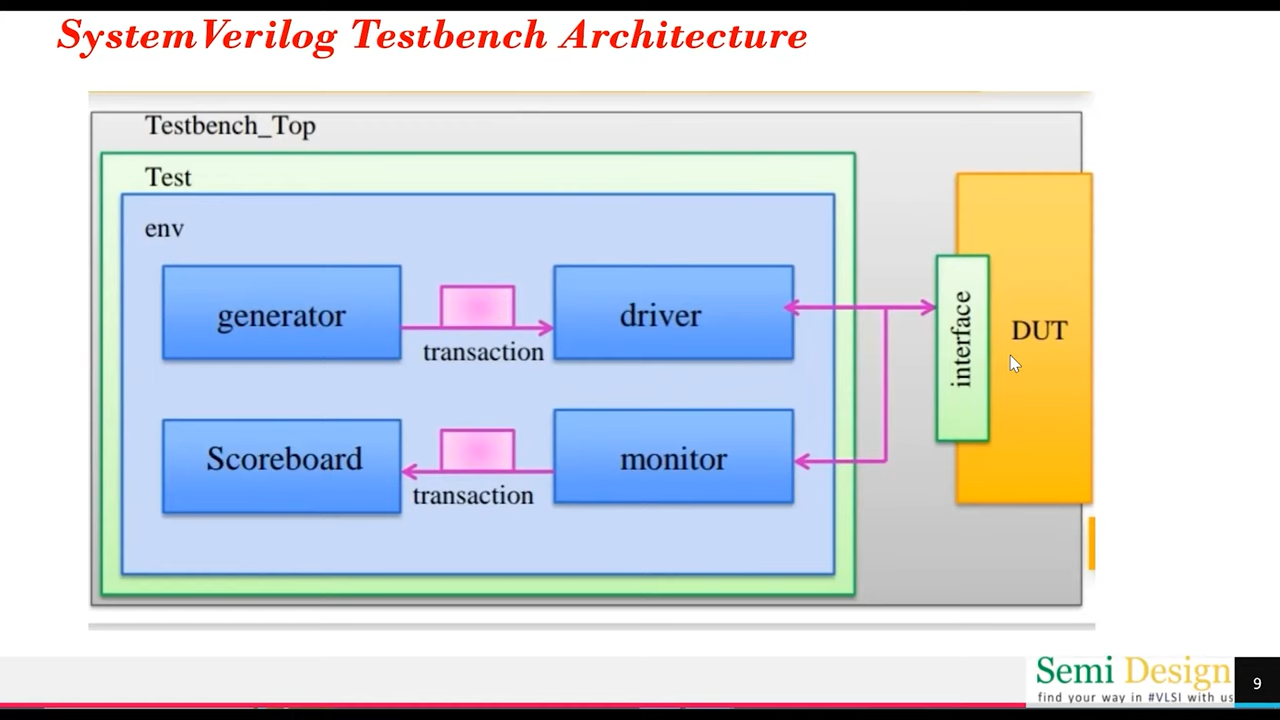 SystemVerilog Testbench Architecture
Testbench_Top
Test
env
generator
transaction
driver
interface
DUT
Scoreboard
transaction
monitor
Semi Design
find your way in #VLSI with us
9